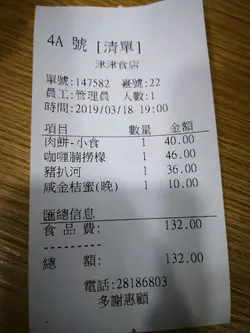 4A 號 [清單]
津津食店
單號:147582 臺號:22
員工:管理員 人數:1
時間:2019/03/18 19:00
項目 數量 金額
肉餅-小食 1 40.00
咖喱腩撈檬 1 46.00
豬扒河 1 36.00
咸金桔蜜(晚) 1 10.00
匯總信息
食品費: 132.00
---------
總 額: 132.00
電話:28186803
多謝惠顧